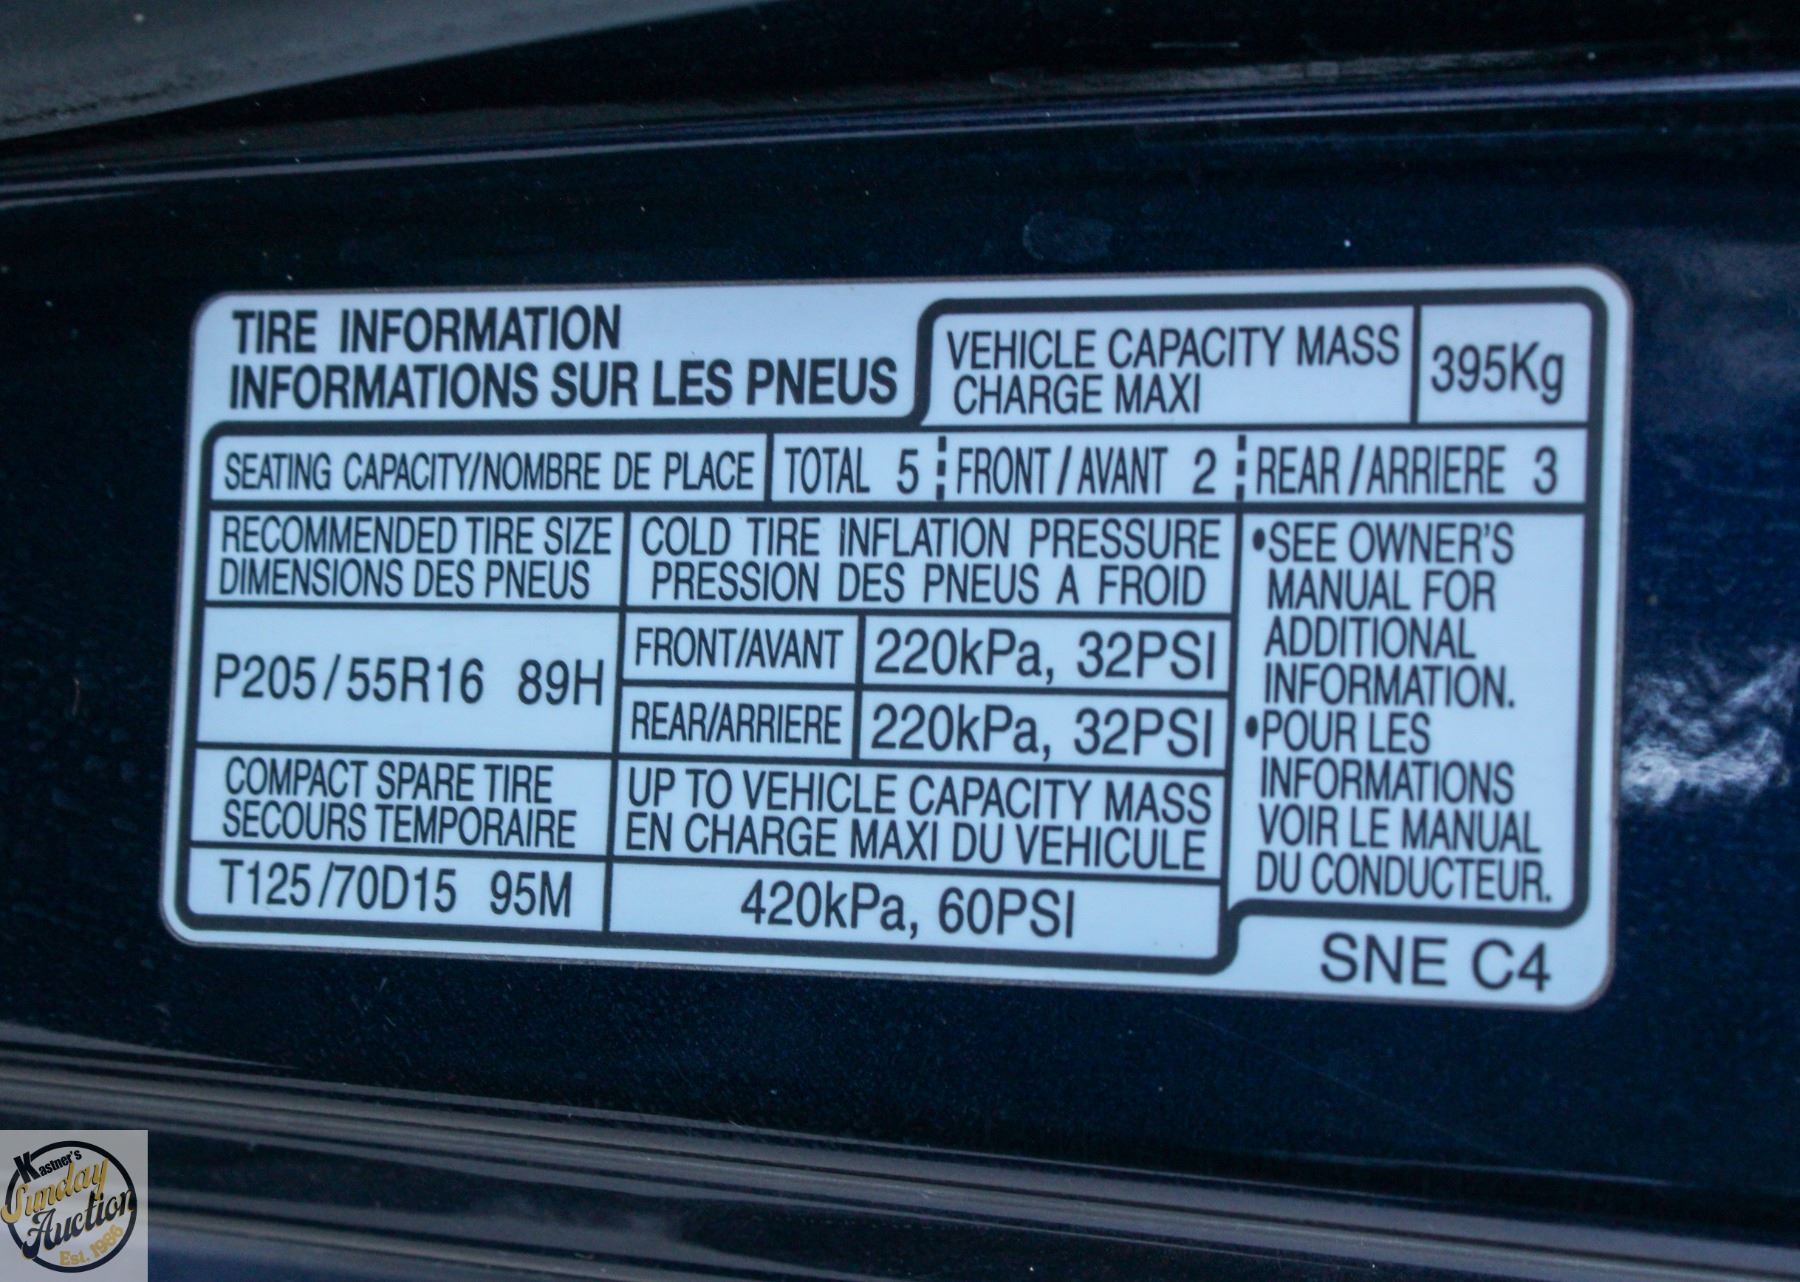 TIRE INFORMATION
INFORMATIONS SUR LES PNEUS
VEHICLE CAPACITY MASS
CHARGE MAXI
395Kg
SEATING CAPACITY/NOMBRE DE PLACE
TOTAL 5
FRONT/AVANT 2
REAR/ARRIERE 3
RECOMMENDED TIRE SIZE
DIMENSIONS DES PNEUS
COLD TIRE INFLATION PRESSURE
PRESSION DES PNEUS A FROID
P205/55R16 89H
FRONT/AVANT
220kPa, 32PSI
REAR/ARRIERE
220kPa, 32PSI
COMPACT SPARE TIRE
SECOURS TEMPORAIRE
UP TO VEHICLE CAPACITY MASS
EN CHARGE MAXI DU VEHICULE
T125/70D15 95M
420kPa, 60PSI
•SEE OWNER'S
MANUAL FOR
ADDITIONAL
INFORMATION.
•POUR LES
INFORMATIONS
VOIR LE MANUAL
DU CONDUCTEUR.
SNE C4
Kastner's
Sunday
Auction
Est. 1986